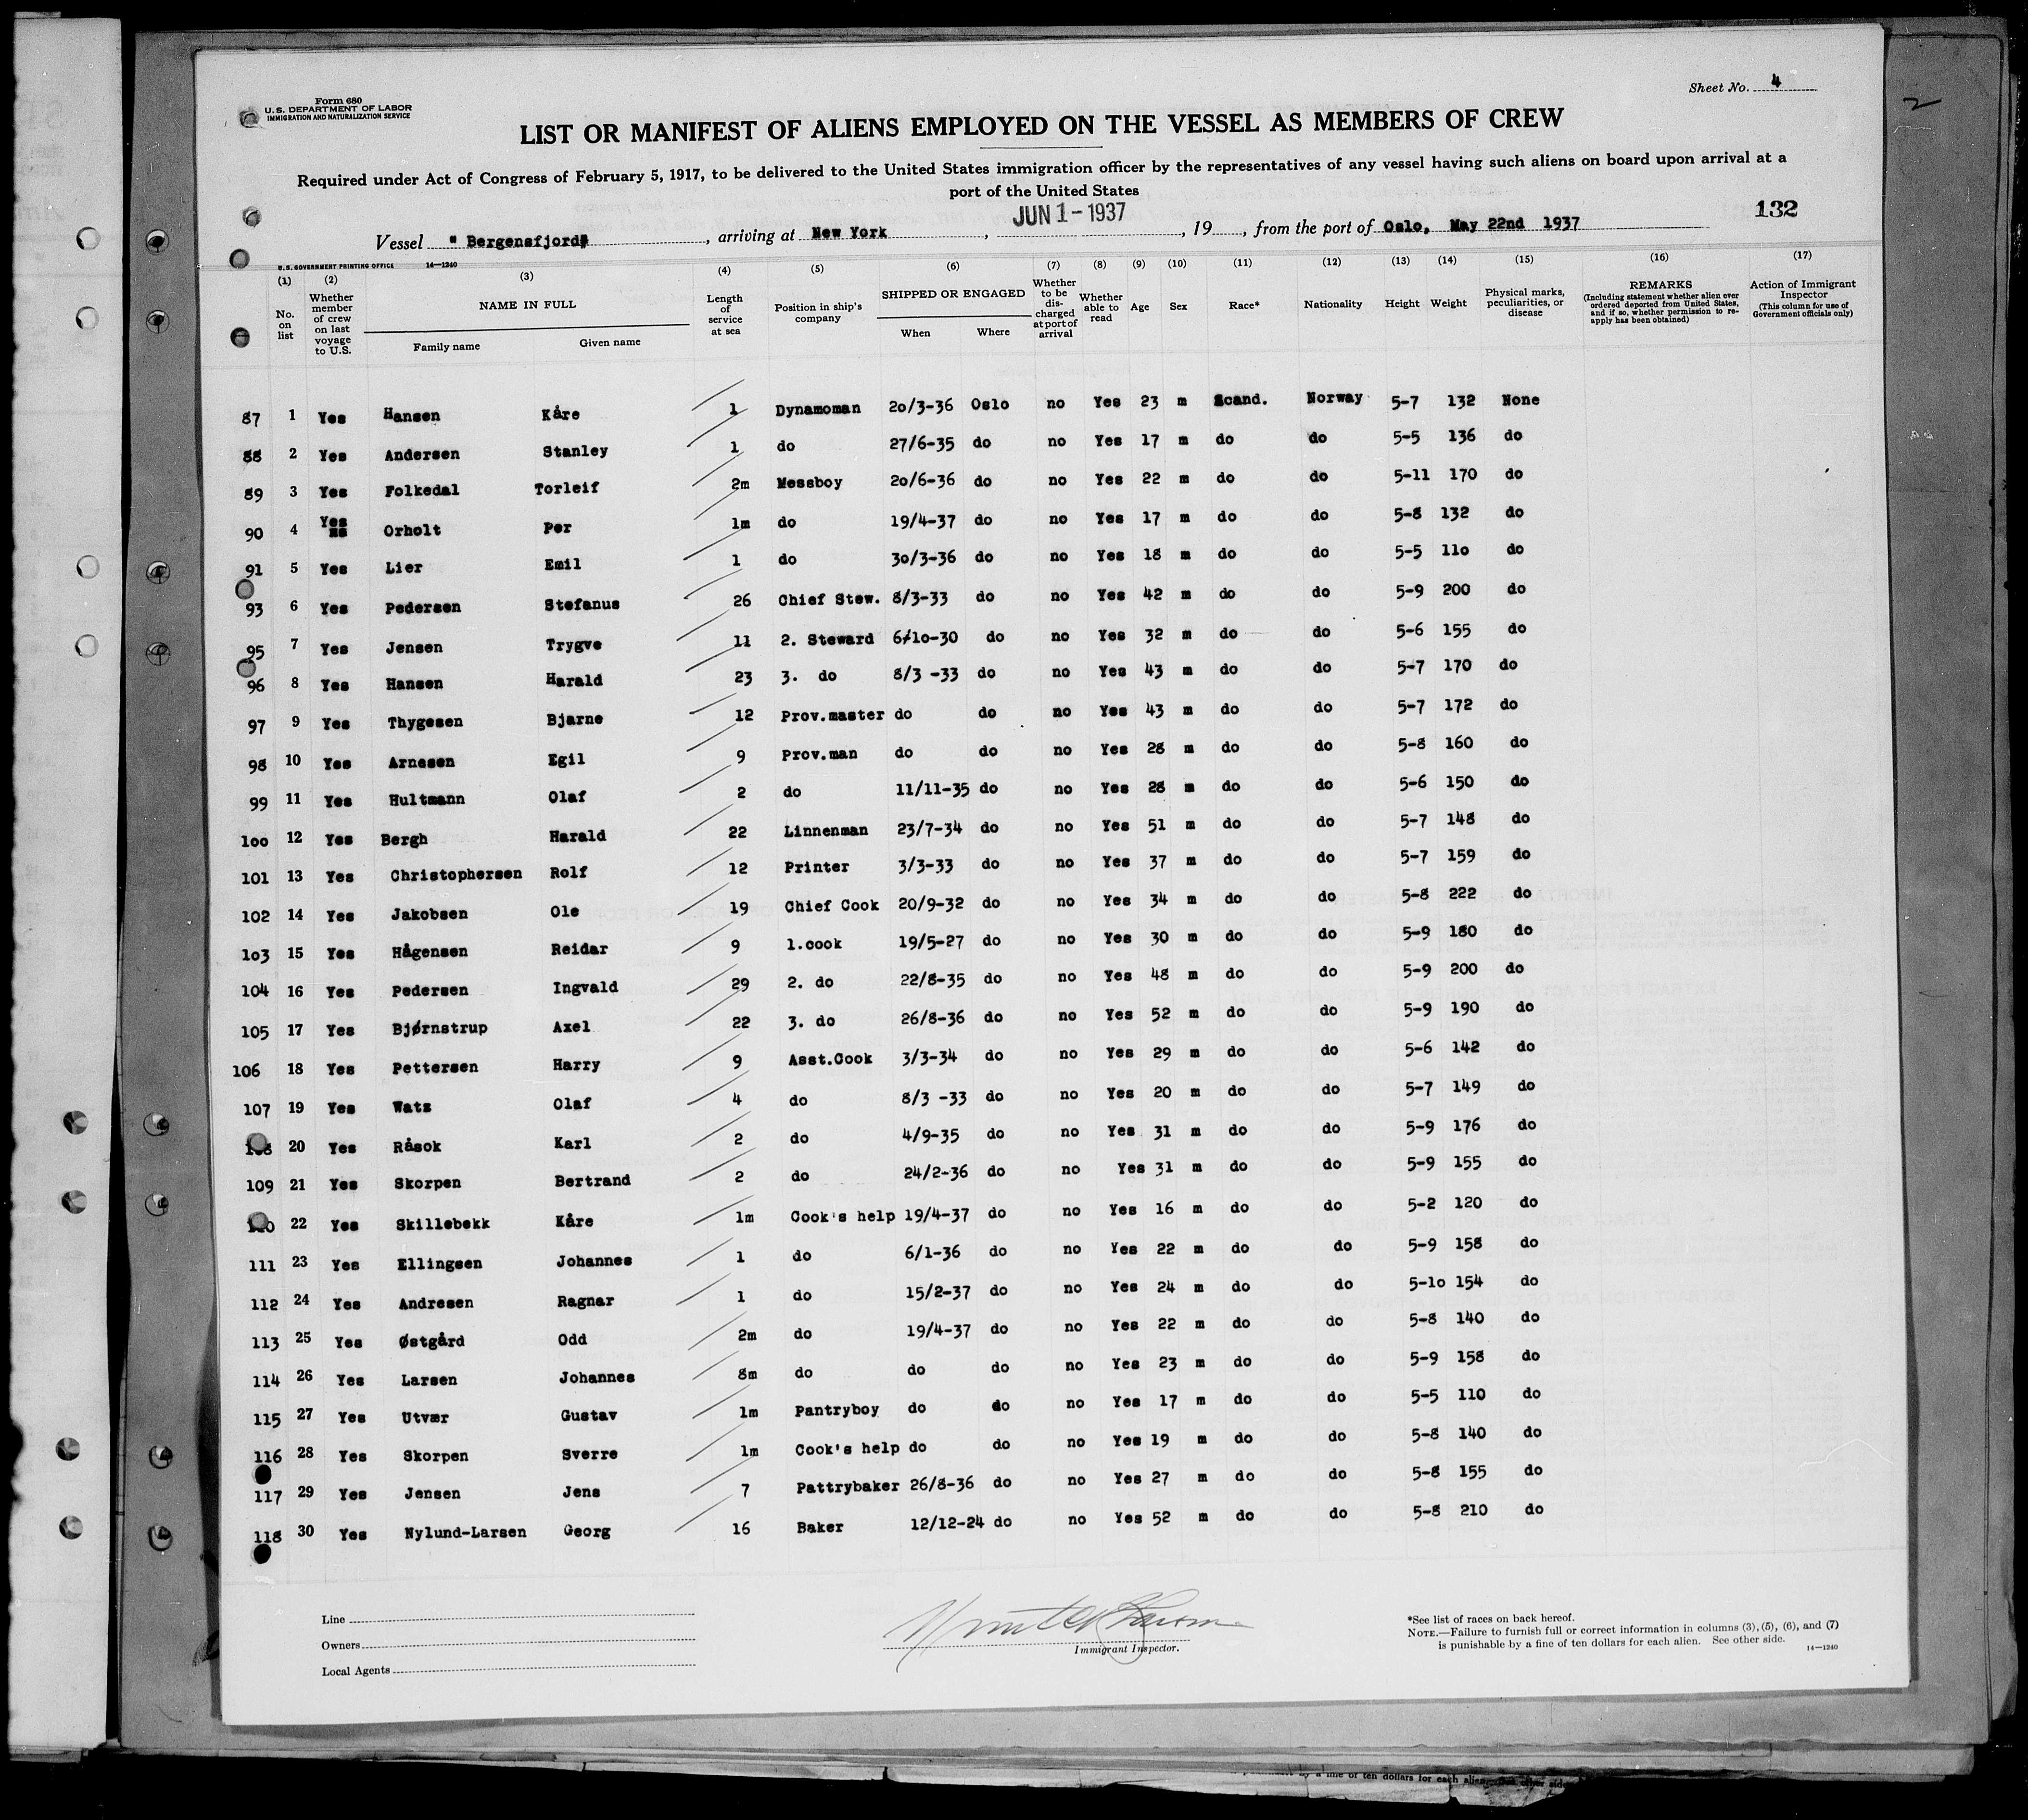 Sheet No. 4
Form 680
U.S. DEPARTMENT OF LABOR
IMMIGRATION AND NATURALIZATION SERVICE
LIST OR MANIFEST OF ALIENS EMPLOYED ON THE VESSEL AS MEMBERS OF CREW
Required under Act of Congress of February 5, 1917, to be delivered to the United States immigration officer by the representatives of any vessel having such aliens on board upon arrival at a
port of the United States
132
Vessel " Bergensfjord", arriving at New York, JUN 1 - 1937, 19, from the port of Oslo, May 22nd 1937
U.S. GOVERNMENT PRINTING OFFICE 14—1240
(1) No. on list
(2) Whether member of crew on last voyage to U.S.
(3) NAME IN FULL Family name Given name
(4) Length of service at sea
(5) Position in ship's company
(6) SHIPPED OR ENGAGED When Where
(7) Whether to be discharged at port of arrival
(8) Whether able to read
(9) Age
(10) Sex
(11) Race*
(12) Nationality
(13) Height
(14) Weight
(15) Physical marks, peculiarities, or disease
(16) REMARKS (Including statement whether alien ever ordered deported from United States, and if so, whether permission to re-apply has been obtained)
(17) Action of Immigrant Inspector (This column for use of Government officials only)
87 1 Yes Hansen Kåre 1 Dynamoman 20/3-36 Oslo no Yes 23 m Scand. Norway 5-7 132 None
88 2 Yes Andersen Stanley 1 do 27/6-35 do no Yes 17 m do do 5-5 136 do
89 3 Yes Folkedal Torleif 2m Messboy 20/6-36 do no Yes 22 m do do 5-11 170 do
90 4 Yes Orholt Per 1m do 19/4-37 do no Yes 17 m do do 5-8 132 do
91 5 Yes Lier Emil 1 do 30/3-36 do no Yes 18 m do do 5-5 110 do
93 6 Yes Pedersen Stefanus 26 Chief Stew. 8/3-33 do no Yes 42 m do do 5-9 200 do
95 7 Yes Jensen Trygve 11 2. Steward 6/10-30 do no Yes 32 m do do 5-6 155 do
96 8 Yes Hansen Harald 23 3. do 8/3 -33 do no Yes 43 m do do 5-7 170 do
97 9 Yes Thygesen Bjarne 12 Prov.master do do no Yes 43 m do do 5-7 172 do
98 10 Yes Arnesen Egil 9 Prov.man do do no Yes 28 m do do 5-8 160 do
99 11 Yes Hultmann Olaf 2 do 11/11-35 do no Yes 28 m do do 5-6 150 do
100 12 Yes Bergh Harald 22 Linnenman 23/7-34 do no Yes 51 m do do 5-7 148 do
101 13 Yes Christophersen Rolf 12 Printer 3/3-33 do no Yes 37 m do do 5-7 159 do
102 14 Yes Jakobsen Ole 19 Chief Cook 20/9-32 do no Yes 34 m do do 5-8 222 do
103 15 Yes Hågensen Reidar 9 1.cook 19/5-27 do no Yes 30 m do do 5-9 180 do
104 16 Yes Pedersen Ingvald 29 2. do 22/8-35 do no Yes 48 m do do 5-9 200 do
105 17 Yes Bjørnstrup Axel 22 3. do 26/8-36 do no Yes 52 m do do 5-9 190 do
106 18 Yes Pettersen Harry 9 Asst.Cook 3/3-34 do no Yes 29 m do do 5-6 142 do
107 19 Yes Watz Olaf 4 do 8/3 -33 do no Yes 20 m do do 5-7 149 do
20 Yes Råsok Karl 2 do 4/9-35 do no Yes 31 m do do 5-9 176 do
109 21 Yes Skorpen Bertrand 2 do 24/2-36 do no Yes 31 m do do 5-9 155 do
22 Yes Skillebekk Kåre 1m Cook's help 19/4-37 do no Yes 16 m do do 5-2 120 do
111 23 Yes Ellingsen Johannes 1 do 6/1-36 do no Yes 22 m do do 5-9 158 do
112 24 Yes Andresen Ragnar 1 do 15/2-37 do no Yes 24 m do do 5-10 154 do
113 25 Yes Østgård Odd 2m do 19/4-37 do no Yes 22 m do do 5-8 140 do
114 26 Yes Larsen Johannes 8m do do do no Yes 23 m do do 5-9 158 do
115 27 Yes Utvær Gustav 1m Pantryboy do do no Yes 17 m do do 5-5 110 do
116 28 Yes Skorpen Sverre 1m Cook's help do do no Yes 19 m do do 5-8 140 do
117 29 Yes Jensen Jens 7 Pattrybaker 26/8-36 do no Yes 27 m do do 5-8 155 do
118 30 Yes Nylund-Larsen Georg 16 Baker 12/12-24 do no Yes 52 m do do 5-8 210 do
Line
Owners
Local Agents
Immigrant Inspector.
*See list of races on back hereof.
NOTE.—Failure to furnish full or correct information in columns (3), (5), (6), and (7)
is punishable by a fine of ten dollars for each alien. See other side.
14—1240
2